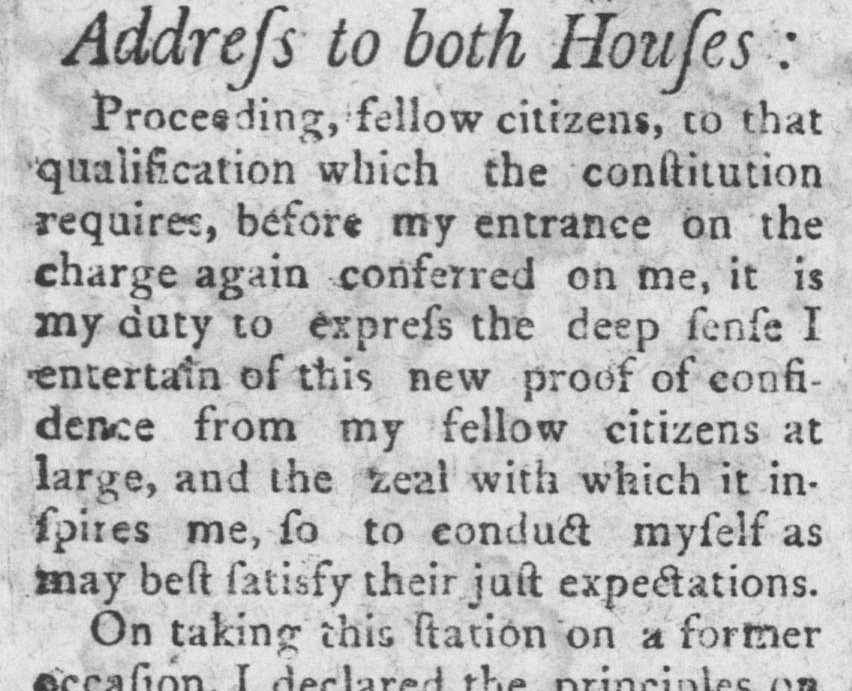 Addreſs to both Houſes :
Proceeding, fellow citizens, to that
qualification which the conſtitution
requires, before my entrance on the
charge again conferred on me, it is
my duty to expreſs the deep ſenſe I
entertain of this new proof of confi-
dence from my fellow citizens at
large, and the zeal with which it in-
ſpires me, ſo to conduct myſelf as
may beſt ſatisfy their juſt expectations.
On taking this ſtation on a former
occaſion, I declared the principles on